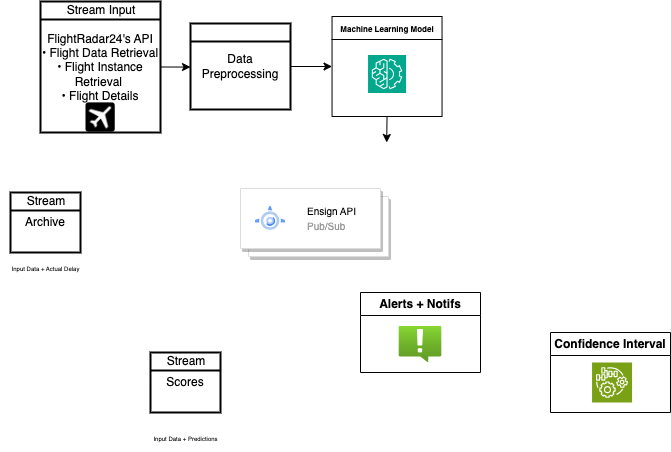 Stream Input
FlightRadar24's API
• Flight Data Retrieval
• Flight Instance
Retrieval
• Flight Details
Data
Preprocessing
Machine Learning Model
Stream
Archive
Input Data + Actual Delay
Ensign API
Pub/Sub
Alerts + Notifs
Confidence Interval
Stream
Scores
Input Data + Predictions